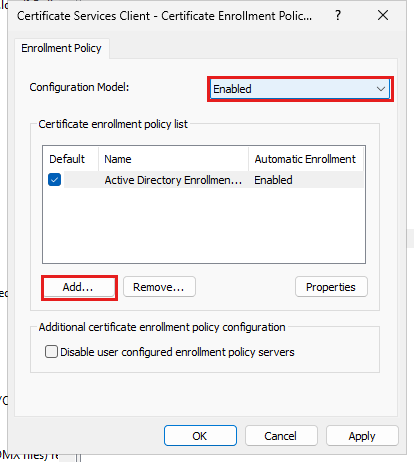 Certificate Services Client - Certificate Enrollment Polic...
Enrollment Policy
Configuration Model:
Enabled
Certificate enrollment policy list
Default Name Automatic Enrollment
Active Directory Enrollmen... Enabled
Add... Remove... Properties
Additional certificate enrollment policy configuration
Disable user configured enrollment policy servers
OK Cancel Apply